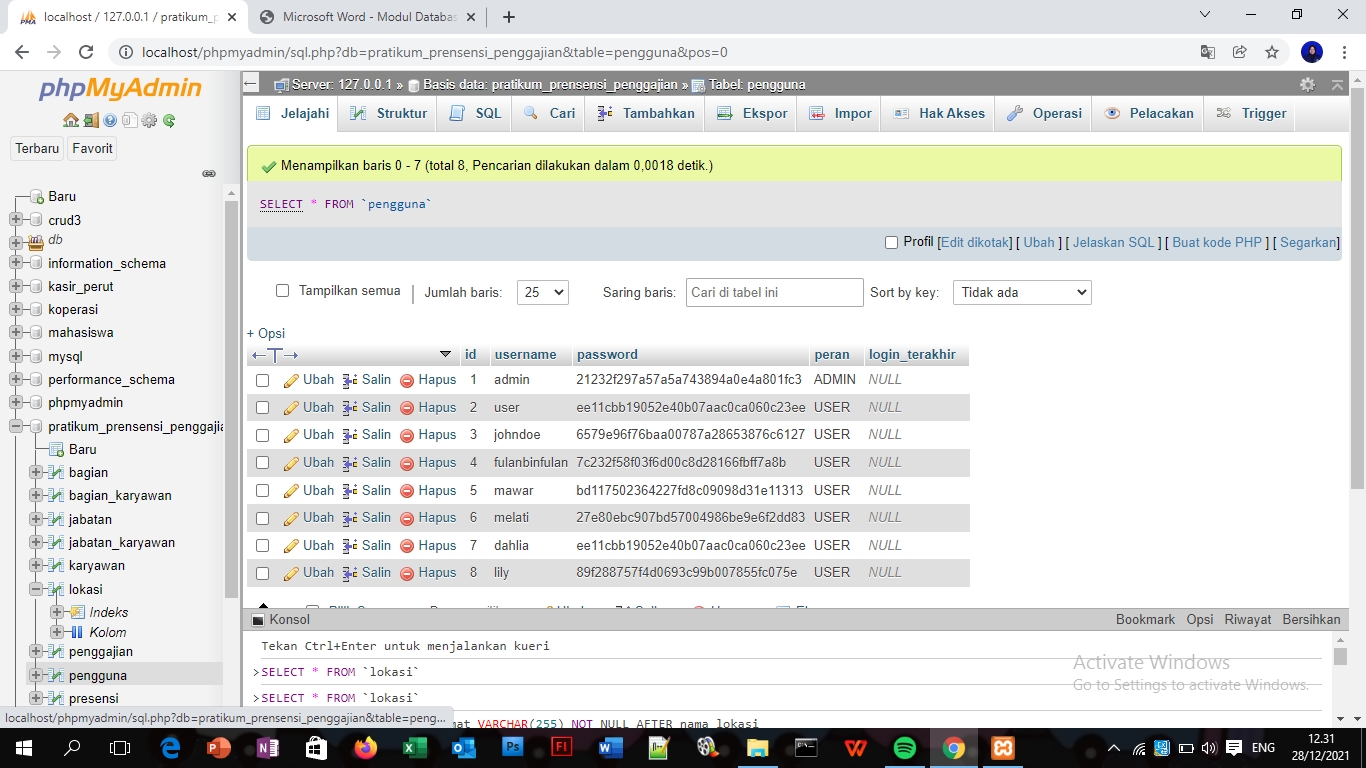 localhost / 127.0.0.1 / pratikum_p
Microsoft Word - Modul Databas
localhost/phpmyadmin/sql.php?db=pratikum_prensensi_penggajian&table=pengguna&pos=0
phpMyAdmin
Terbaru Favorit
Baru
crud3
db
information_schema
kasir_perut
koperasi
mahasiswa
mysql
performance_schema
phpmyadmin
pratikum_prensensi_penggaji
Baru
bagian
bagian_karyawan
jabatan
jabatan_karyawan
karyawan
lokasi
Indeks
Kolom
penggajian
pengguna
presensi
localhost/phpmyadmin/sql.php?db=pratikum_prensensi_penggajian&table=peng...
Server: 127.0.0.1 » Basis data: pratikum_prensensi_penggajian » Tabel: pengguna
Jelajahi Struktur SQL Cari Tambahkan Ekspor Impor Hak Akses Operasi Pelacakan Trigger
Menampilkan baris 0 - 7 (total 8, Pencarian dilakukan dalam 0,0018 detik.)
SELECT * FROM `pengguna`
Profil [Edit dikotak] [ Ubah ] [ Jelaskan SQL ] [ Buat kode PHP ] [ Segarkan]
Tampilkan semua | Jumlah baris: 25 Saring baris: Cari di tabel ini Sort by key: Tidak ada
+ Opsi
←T→ id username password peran login_terakhir
Ubah Salin Hapus 1 admin 21232f297a57a5a743894a0e4a801fc3 ADMIN NULL
Ubah Salin Hapus 2 user ee11cbb19052e40b07aac0ca060c23ee USER NULL
Ubah Salin Hapus 3 johndoe 6579e96f76baa00787a28653876c6127 USER NULL
Ubah Salin Hapus 4 fulanbinfulan 7c232f58f03f6d00c8d28166fbff7a8b USER NULL
Ubah Salin Hapus 5 mawar bd117502364227fd8c09098d31e11313 USER NULL
Ubah Salin Hapus 6 melati 27e80ebc907bd57004986be9e6f2dd83 USER NULL
Ubah Salin Hapus 7 dahlia ee11cbb19052e40b07aac0ca060c23ee USER NULL
Ubah Salin Hapus 8 lily 89f288757f4d0693c99b007855fc075e USER NULL
Konsol Bookmark Opsi Riwayat Bersihkan
Tekan Ctrl+Enter untuk menjalankan kueri
>SELECT * FROM `lokasi`
>SELECT * FROM `lokasi`
mat VARCHAR(255) NOT NULL AFTER nama_lokasi
Activate Windows
Go to Settings to activate Windows.
ENG
12.31
28/12/2021